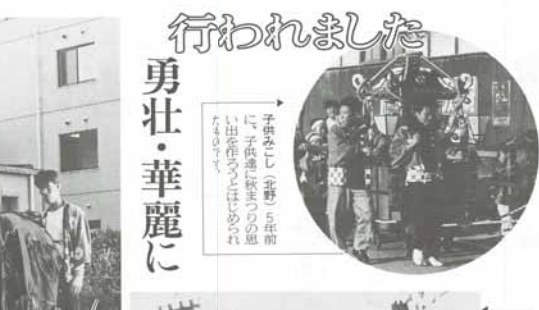 行われました
勇壮・華麗に
子供みこし（北野）5年前
に、子供達に秋まつりの思
い出を作ろうとはじめられ
たものです。